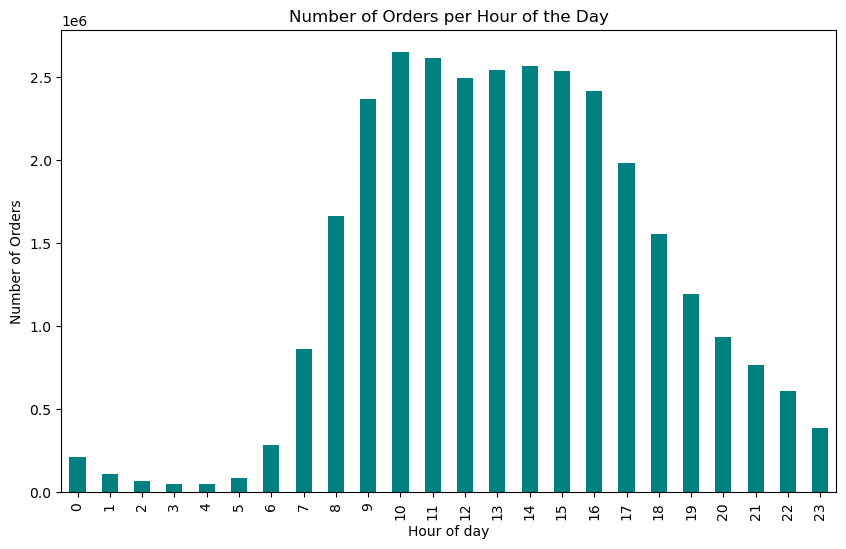 Number of Orders per Hour of the Day
1e6
2.5
2.0
1.5
1.0
0.5
0.0
Number of Orders
0 1 2 3 4 5 6 7 8 9 10 11 12 13 14 15 16 17 18 19 20 21 22 23
Hour of day